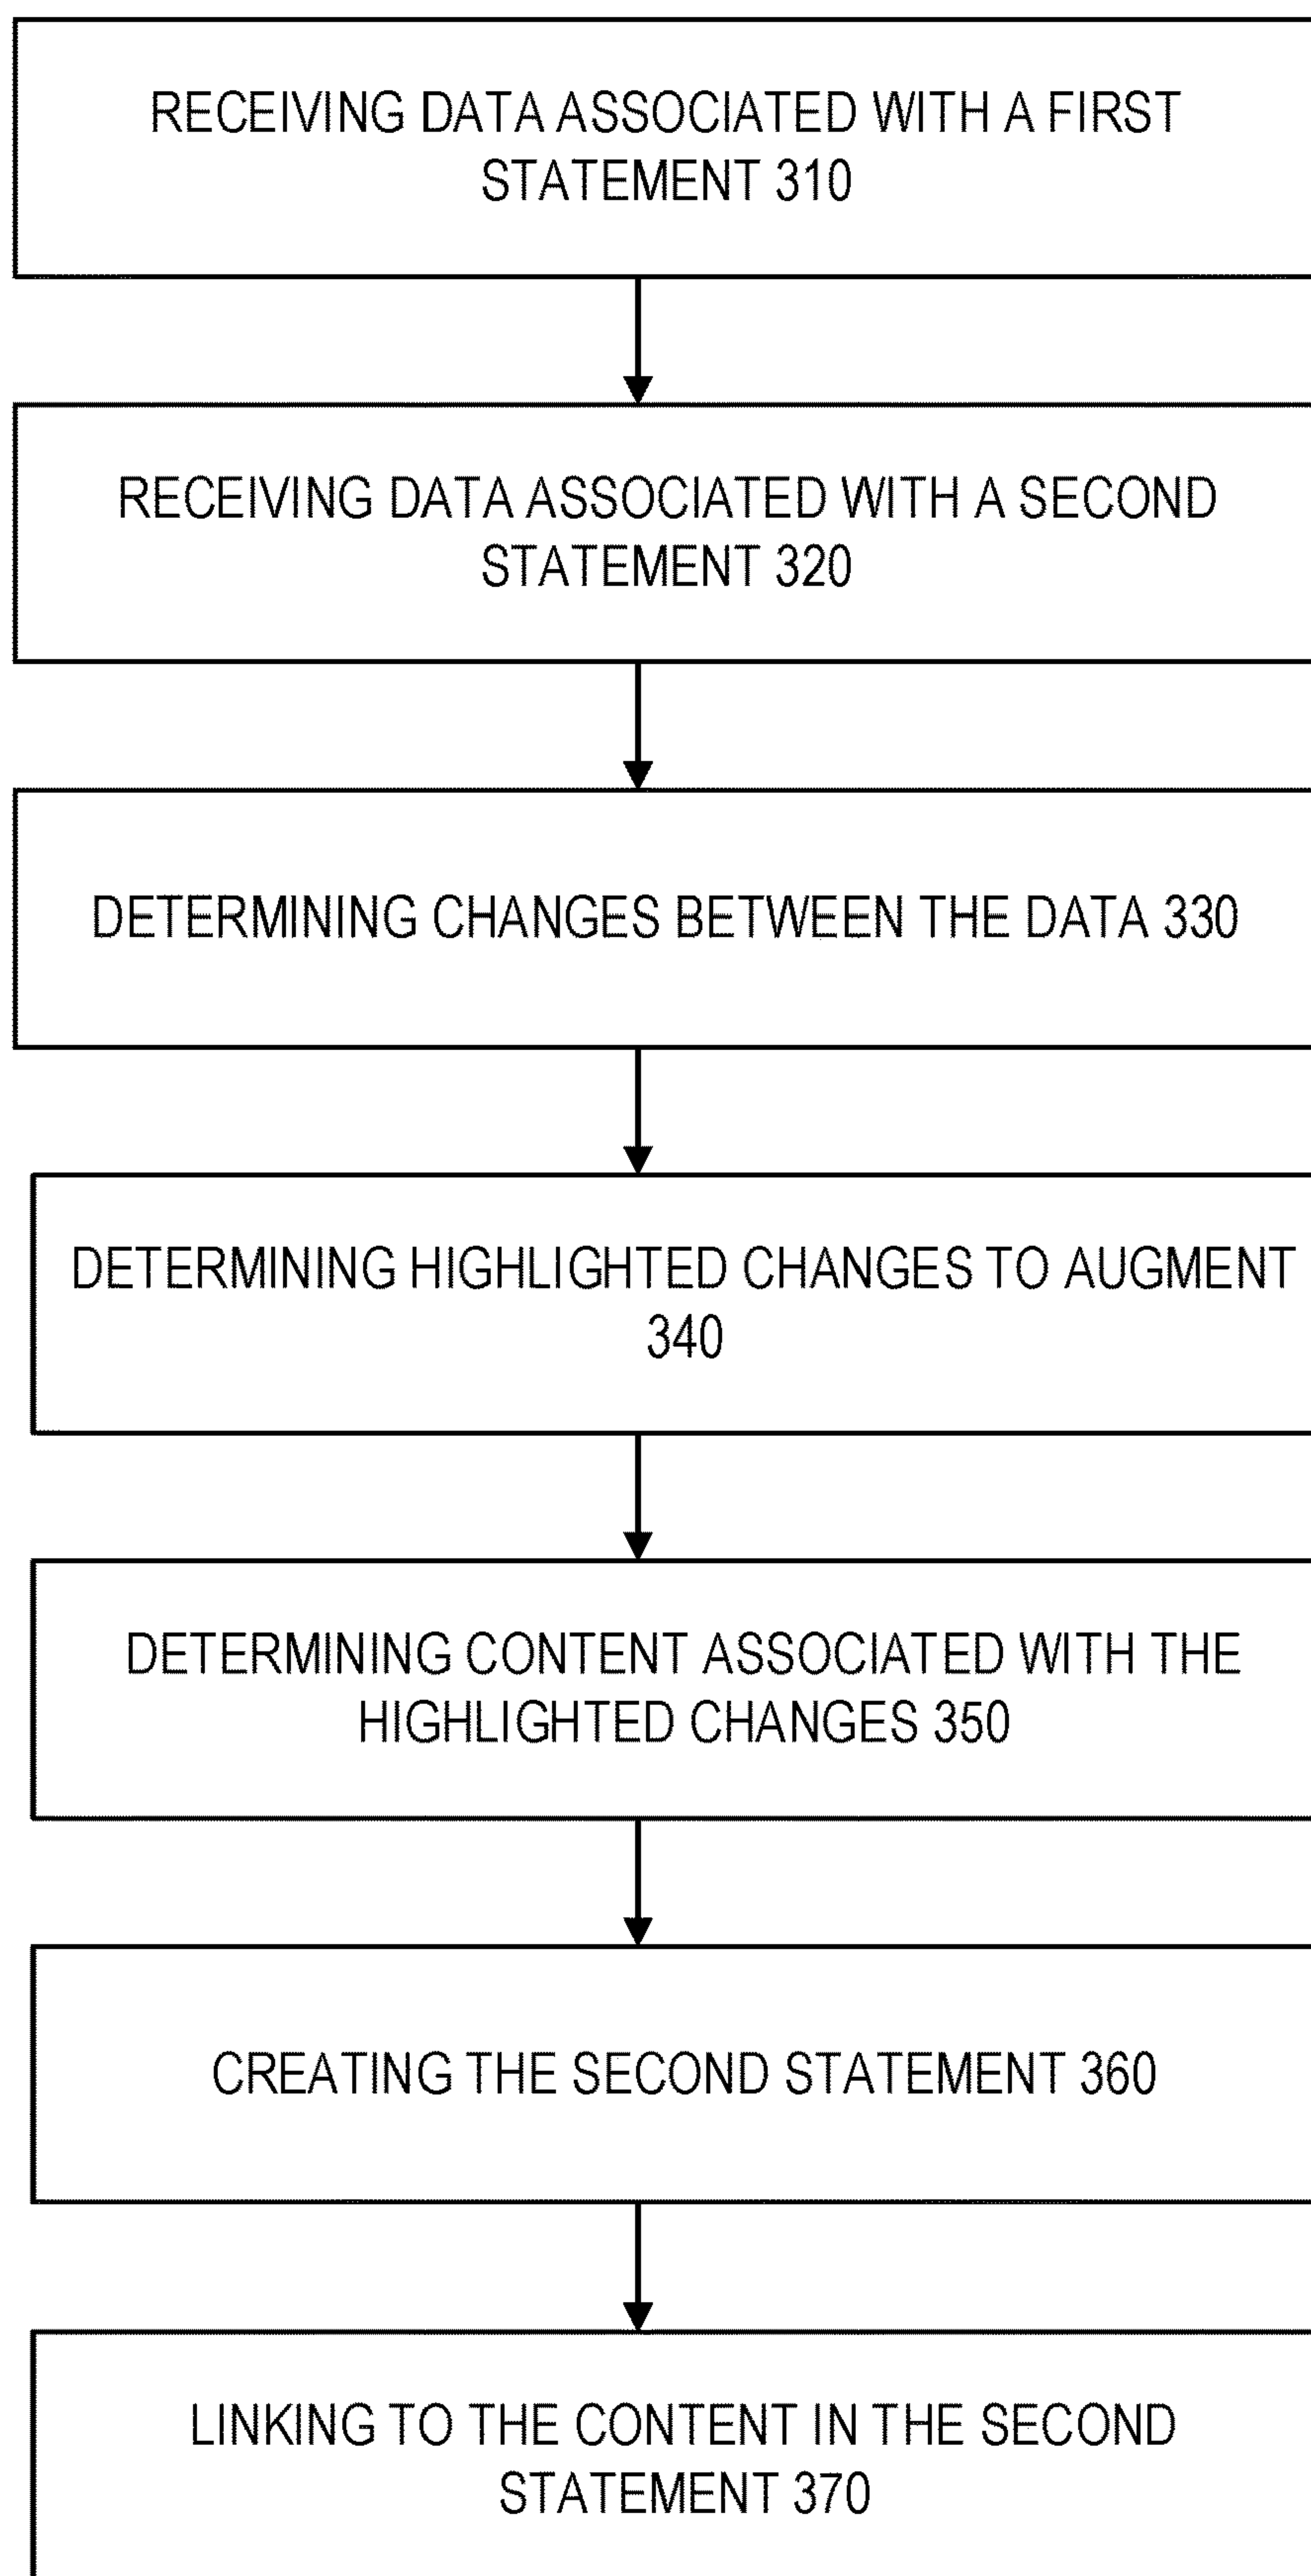 RECEIVING DATA ASSOCIATED WITH A FIRST
STATEMENT 310
RECEIVING DATA ASSOCIATED WITH A SECOND
STATEMENT 320
DETERMINING CHANGES BETWEEN THE DATA 330
DETERMINING HIGHLIGHTED CHANGES TO AUGMENT
340
DETERMINING CONTENT ASSOCIATED WITH THE
HIGHLIGHTED CHANGES 350
CREATING THE SECOND STATEMENT 360
LINKING TO THE CONTENT IN THE SECOND
STATEMENT 370